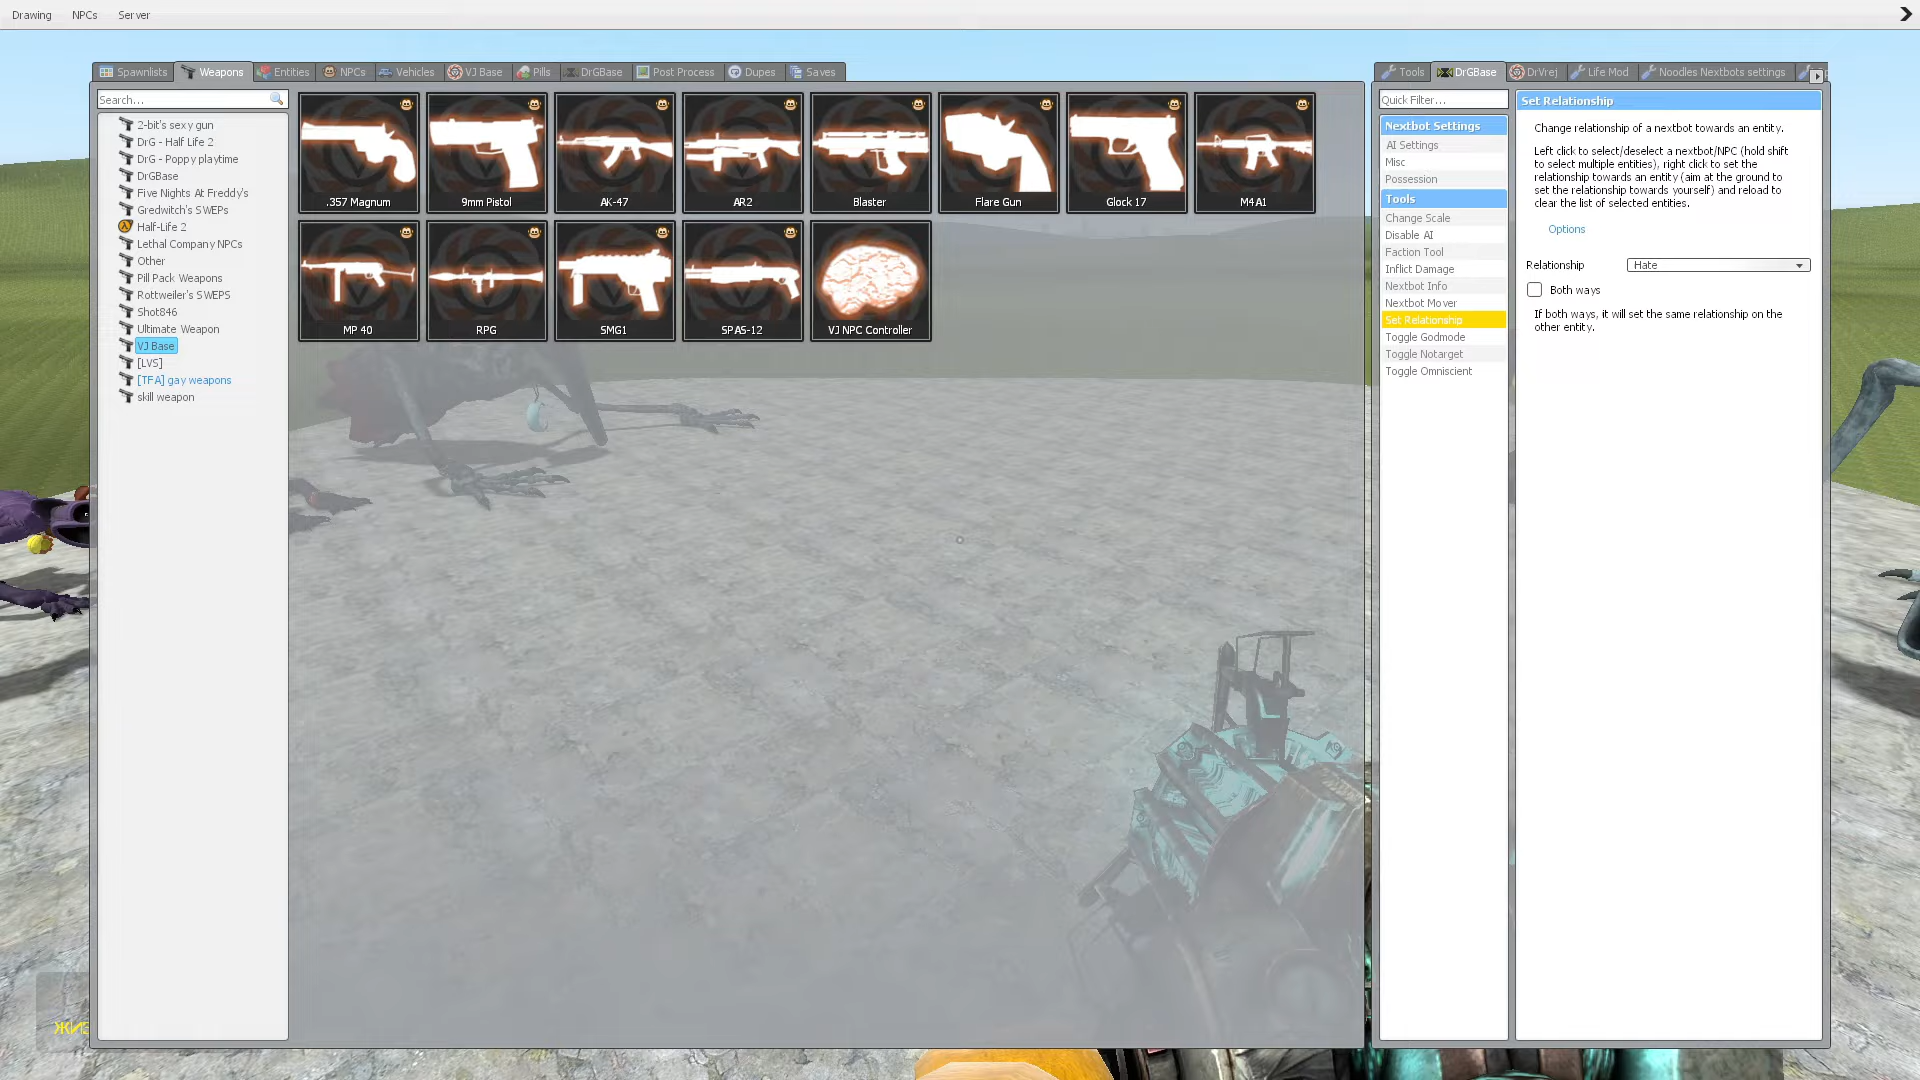 Drawing NPCs Server
Spawnlists Weapons Entities NPCs Vehicles VJ Base Pills DrGBase Post Process Dupes Saves
Search...
2-bit's sexy gun
DrG - Half Life 2
DrG - Poppy playtime
DrGBase
Five Nights At Freddy's
Gredwitch's SWEPs
Half-Life 2
Lethal Company NPCs
Other
Pill Pack Weapons
Rottweiler's SWEPS
Shot846
Ultimate Weapon
VJ Base
[LVS]
[TFA] gay weapons
skill weapon
.357 Magnum 9mm Pistol AK-47 AR2 Blaster Flare Gun Glock 17 M4A1
MP 40 RPG SMG1 SPAS-12 VJ NPC Controller
Tools DrGBase DrVrej Life Mod Noodles Nextbots settings
Quick Filter...
Nextbot Settings
AI Settings
Misc
Possession
Tools
Change Scale
Disable AI
Faction Tool
Inflict Damage
Nextbot Info
Nextbot Mover
Set Relationship
Toggle Godmode
Toggle Notarget
Toggle Omniscient
Set Relationship
Change relationship of a nextbot towards an entity.
Left click to select/deselect a nextbot/NPC (hold shift
to select multiple entities), right click to set the
relationship towards an entity (aim at the ground to
set the relationship towards yourself) and reload to
clear the list of selected entities.
Options
Relationship Hate
Both ways
If both ways, it will set the same relationship on the
other entity.